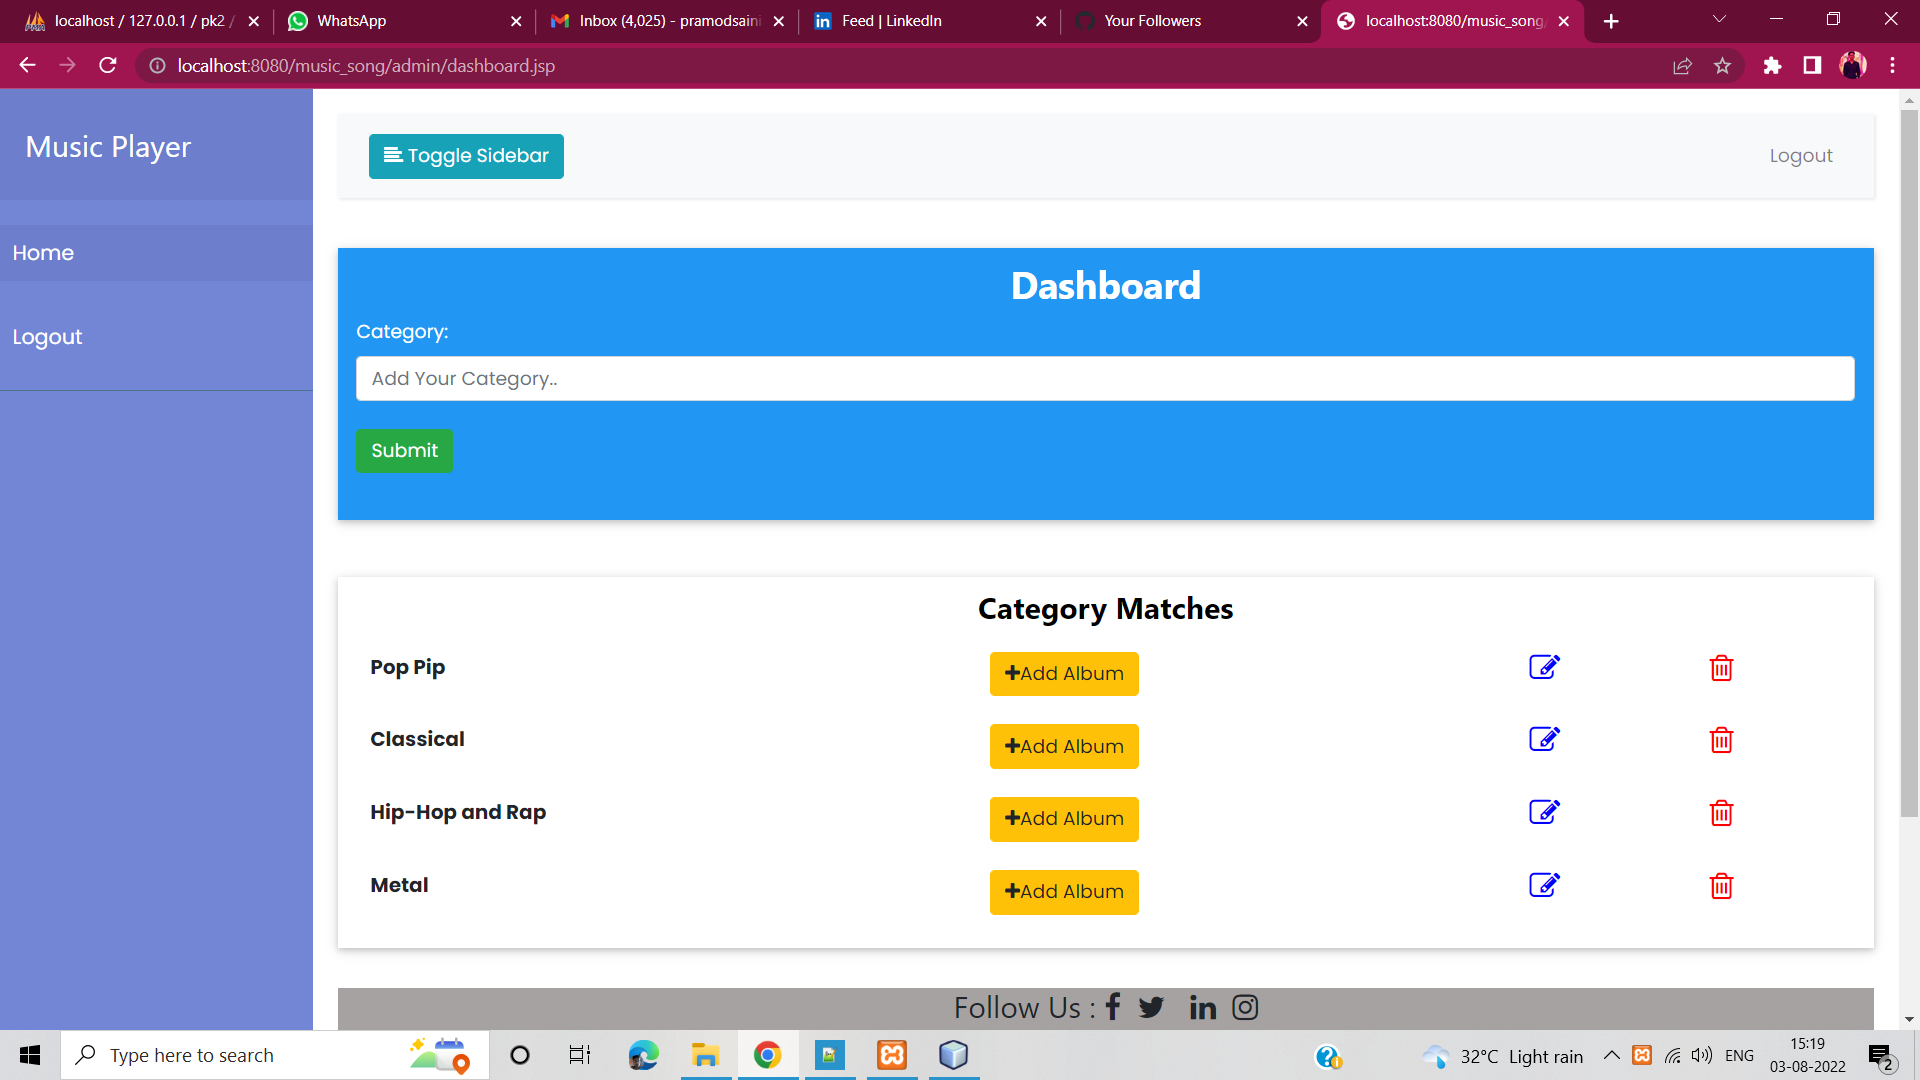 localhost / 127.0.0.1 / pk2 /
WhatsApp
Inbox (4,025) - pramodsaini
Feed | LinkedIn
Your Followers
localhost:8080/music_song/
localhost:8080/music_song/admin/dashboard.jsp
Music Player
Toggle Sidebar
Logout
Home
Logout
Dashboard
Category:
Add Your Category..
Submit
Category Matches
Pop Pip
Add Album
Classical
Add Album
Hip-Hop and Rap
Add Album
Metal
Add Album
Follow Us :
Type here to search
32°C Light rain
ENG
15:19
03-08-2022
2